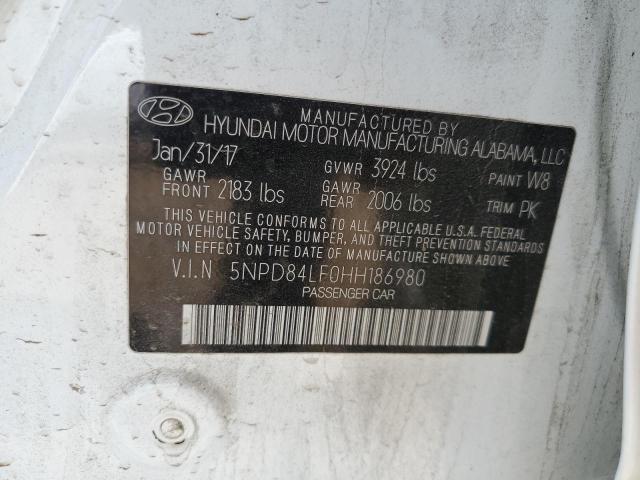 MANUFACTURED BY
HYUNDAI MOTOR MANUFACTURING ALABAMA, LLC
Jan/31/17 GVWR 3924 lbs PAINT W8
GAWR FRONT 2183 lbs GAWR REAR 2006 lbs TRIM PK
THIS VEHICLE CONFORMS TO ALL APPLICABLE U.S.A. FEDERAL
MOTOR VEHICLE SAFETY, BUMPER, AND THEFT PREVENTION STANDARDS
IN EFFECT ON THE DATE OF MANUFACTURE SHOWN ABOVE.
V.I.N 5NPD84LF0HH186980
PASSENGER CAR